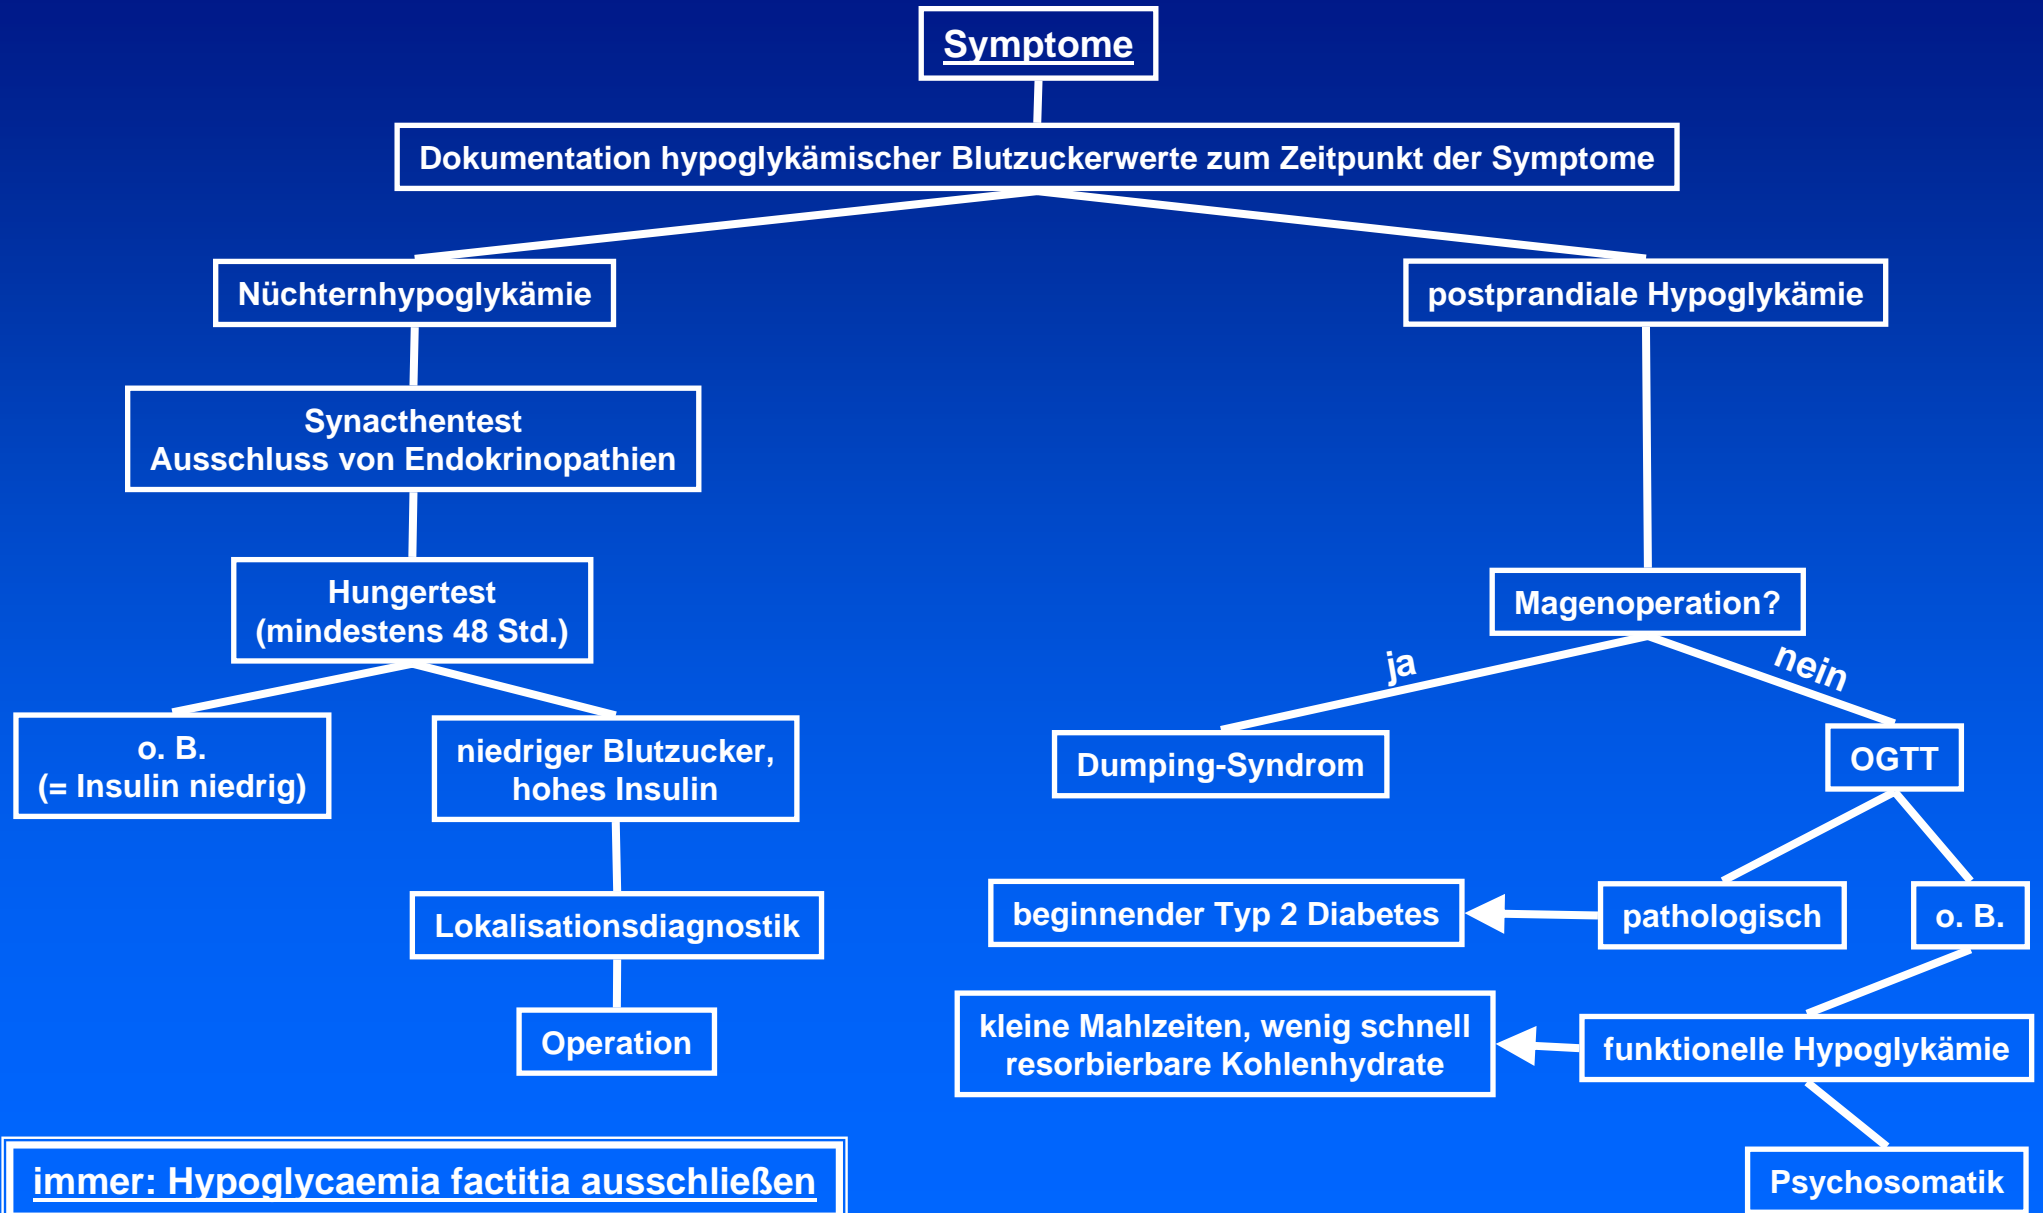 Symptome
Dokumentation hypoglykämischer Blutzuckerwerte zum Zeitpunkt der Symptome
Nüchternhypoglykämie
postprandiale Hypoglykämie
Synacthentest
Ausschluss von Endokrinopathien
Hungertest
(mindestens 48 Std.)
Magenoperation?
ja
nein
o. B.
(= Insulin niedrig)
niedriger Blutzucker,
hohes Insulin
Dumping-Syndrom
OGTT
Lokalisationsdiagnostik
beginnender Typ 2 Diabetes
pathologisch
o. B.
Operation
kleine Mahlzeiten, wenig schnell
resorbierbare Kohlenhydrate
funktionelle Hypoglykämie
immer: Hypoglycaemia factitia ausschließen
Psychosomatik